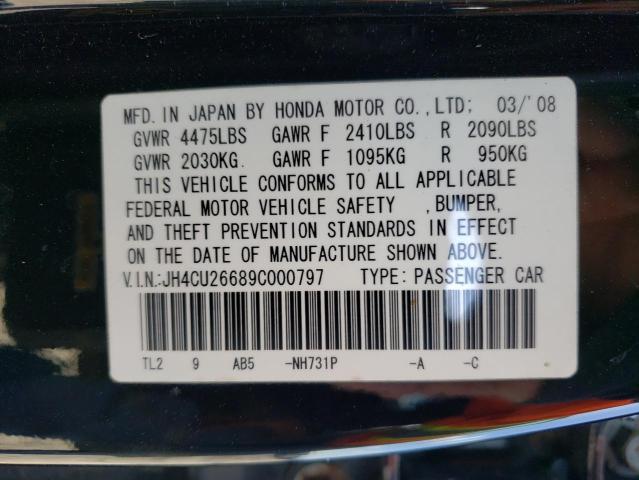 MFD. IN JAPAN BY HONDA MOTOR CO.,LTD: 03/'08
GVWR 4475LBS GAWR F 2410LBS R 2090LBS
GVWR 2030KG. GAWR F 1095KG R 950KG
THIS VEHICLE CONFORMS TO ALL APPLICABLE
FEDERAL MOTOR VEHICLE SAFETY ,BUMPER,
AND THEFT PREVENTION STANDARDS IN EFFECT
ON THE DATE OF MANUFACTURE SHOWN ABOVE.
V.I.N:JH4CU26689C000797 TYPE: PASSENGER CAR
TL2 9 AB5 -NH731P -A -C